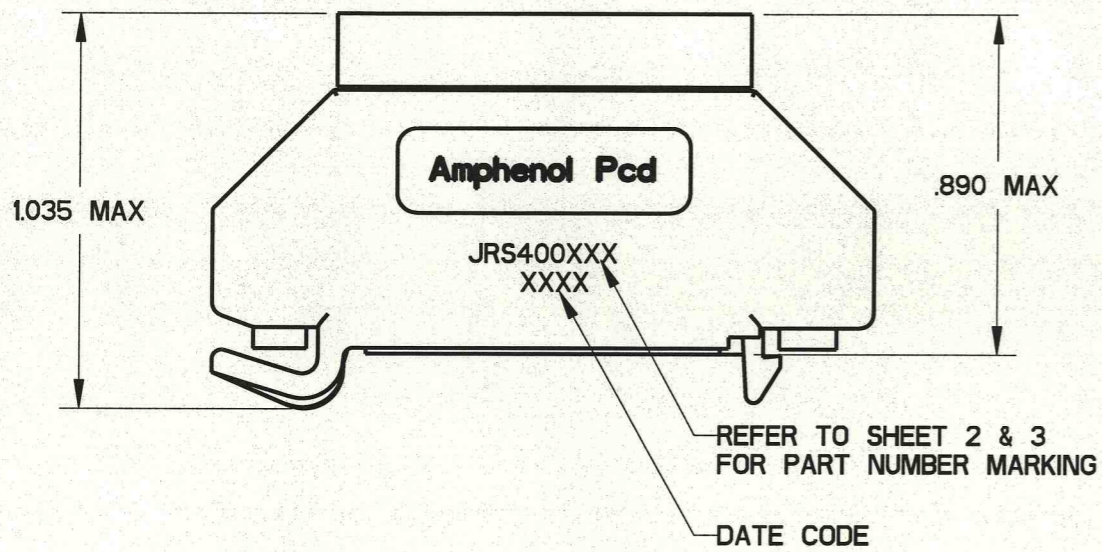 1.035 MAX
.890 MAX
Amphenol Pcd
JRS400XXX
XXXX
REFER TO SHEET 2 & 3
FOR PART NUMBER MARKING
DATE CODE